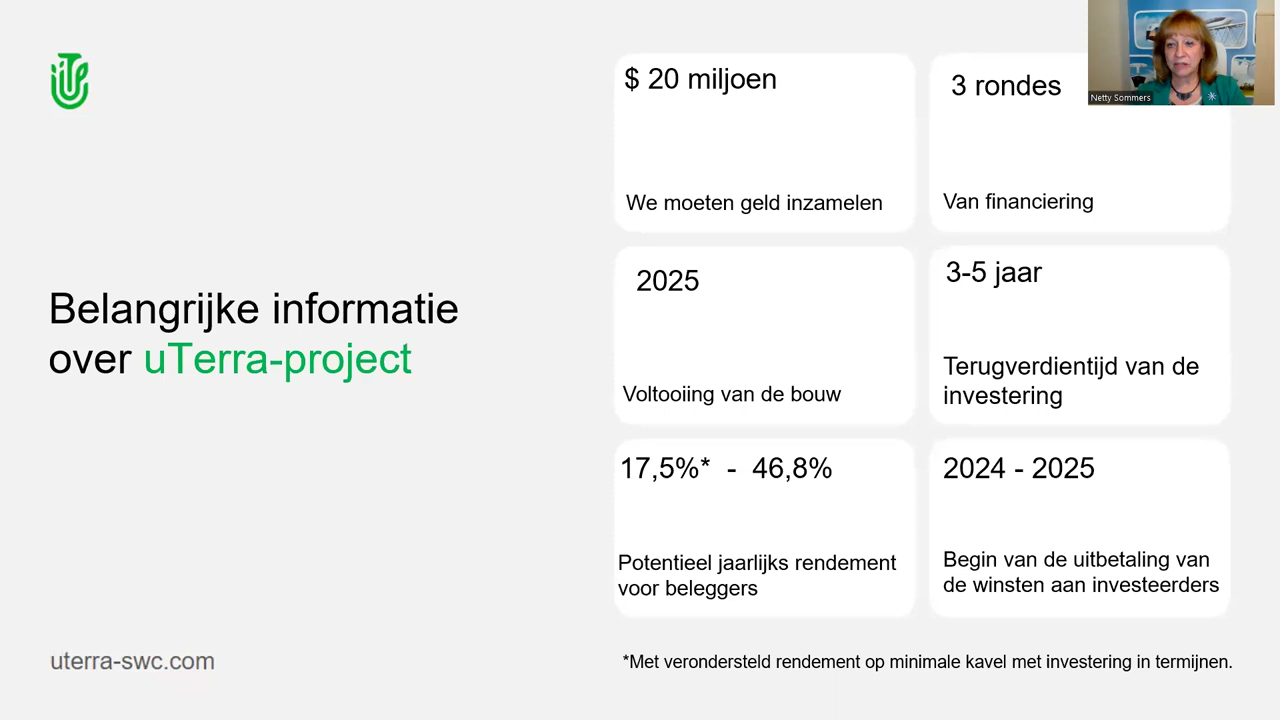 $ 20 miljoen
We moeten geld inzamelen
3 rondes
Van financiering
Netty Sommers
2025
Voltooiing van de bouw
3-5 jaar
Terugverdientijd van de
investering
Belangrijke informatie
over uTerra-project
17,5%* - 46,8%
Potentieel jaarlijks rendement
voor beleggers
2024 - 2025
Begin van de uitbetaling van
de winsten aan investeerders
uterra-swc.com
*Met verondersteld rendement op minimale kavel met investering in termijnen.